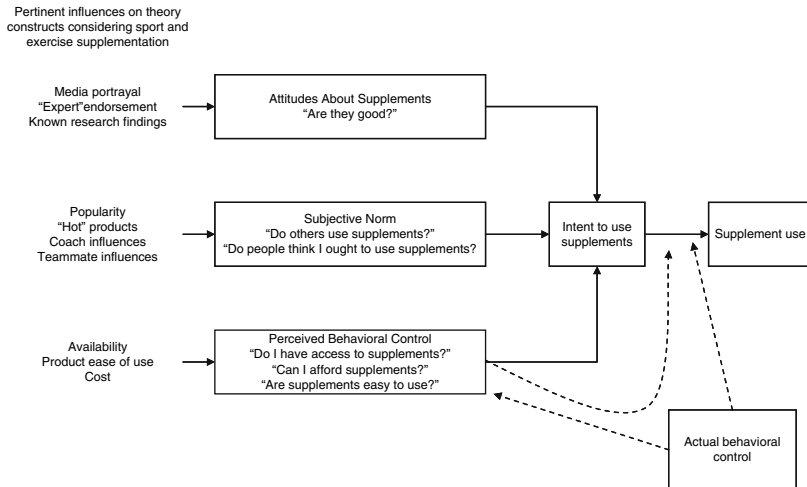 Pertinent influences on theory
constructs considering sport and
exercise supplementation
Media portrayal
“Expert”endorsement
Known research findings
Attitudes About Supplements
“Are they good?”
Popularity
“Hot” products
Coach influences
Teammate influences
Subjective Norm
“Do others use supplements?”
“Do people think I ought to use supplements?
Intent to use
supplements
Supplement use
Availability
Product ease of use
Cost
Perceived Behavioral Control
“Do I have access to supplements?”
“Can I afford supplements?”
“Are supplements easy to use?”
Actual behavioral
control